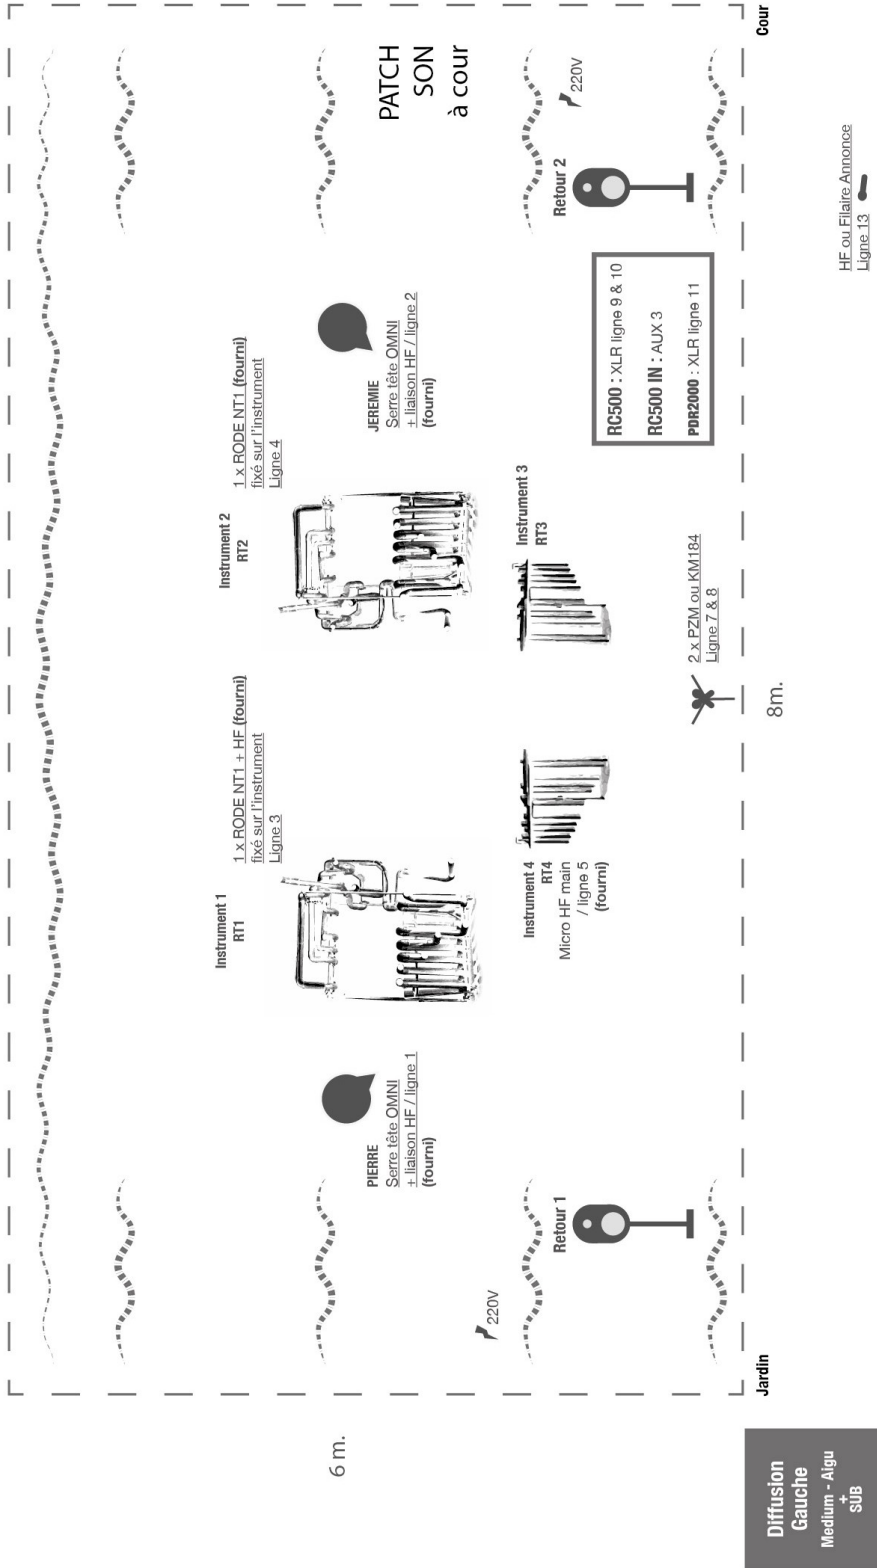 PATCH
SON
à cour
Cour
220V
Retour 2
HF ou Filaire Annonce
Ligne 13
1 x RODE NT1 (fourni)
fixé sur l'instrument
Ligne 4
JEREMIE
Serre tête OMNI
+ liaison HF / ligne 2
(fourni)
RC500 : XLR ligne 9 & 10
RC500 IN : AUX 3
PDR2000 : XLR ligne 11
Instrument 2
RT2
Instrument 3
RT3
2 x PZM ou KM184
Ligne 7 & 8
8m.
1 x RODE NT1 + HF (fourni)
fixé sur l'instrument
Ligne 3
Instrument 1
RT1
Instrument 4
RT4
Micro HF main
/ ligne 5
(fourni)
PIERRE
Serre tête OMNI
+ liaison HF / ligne 1
(fourni)
Retour 1
220V
Jardin
6 m.
Diffusion
Gauche
Medium - Aigu
+
SUB